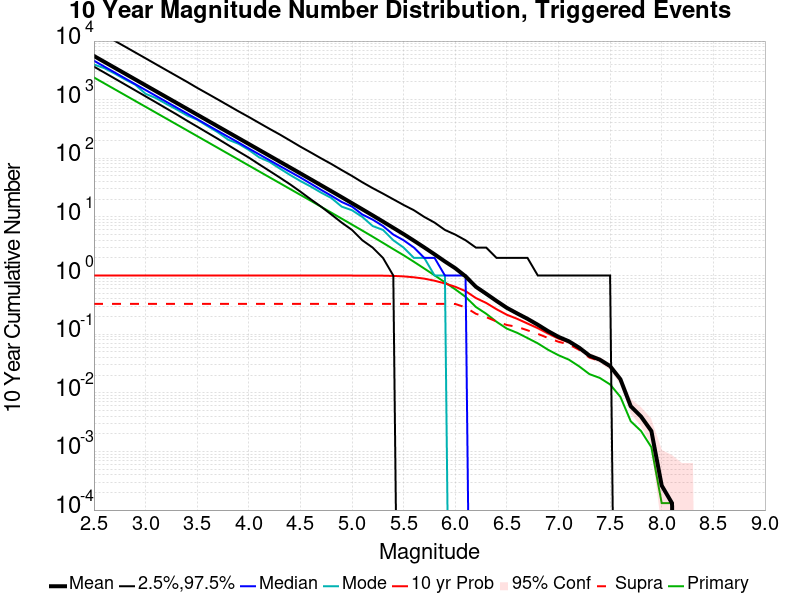 10 Year Magnitude Number Distribution, Triggered Events
10 Year Cumulative Number
10^4
10^3
10^2
10^1
10^0
10^-1
10^-2
10^-3
10^-4
2.5 3.0 3.5 4.0 4.5 5.0 5.5 6.0 6.5 7.0 7.5 8.0 8.5 9.0
Magnitude
Mean 2.5%,97.5% Median Mode 10 yr Prob 95% Conf Supra Primary